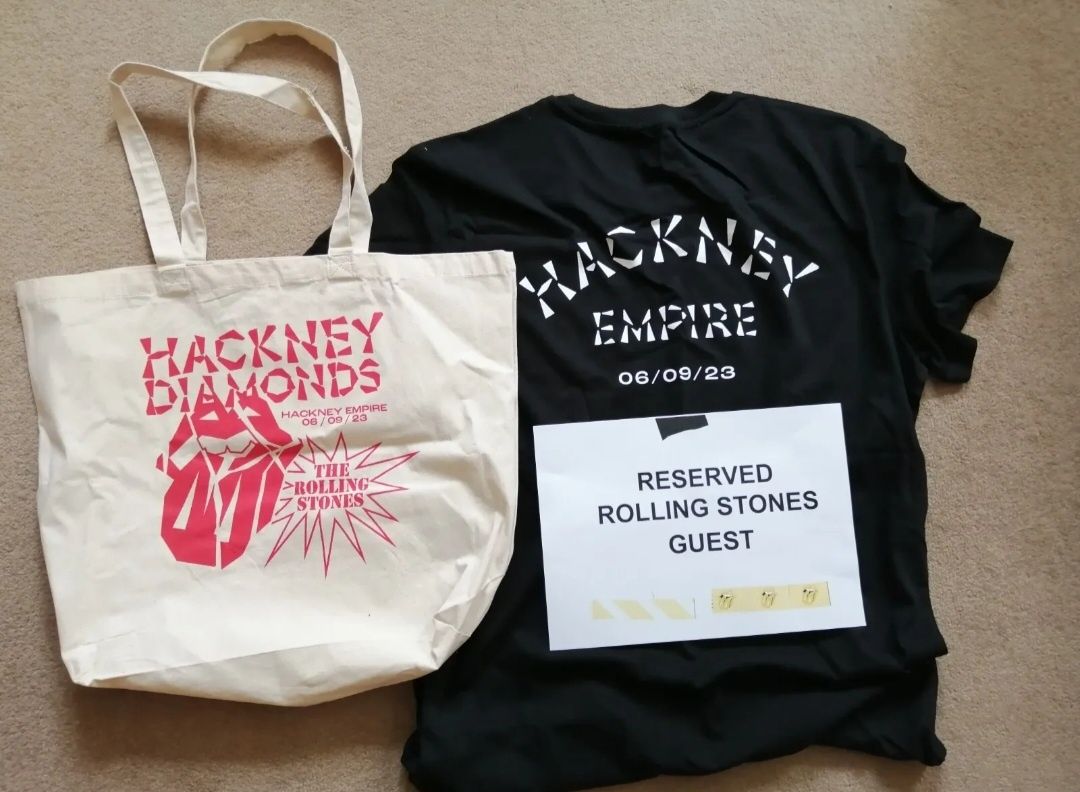 HACKNEY
DIAMONDS
HACKNEY EMPIRE
06/09/23
THE
ROLLING
STONES
HACKNEY
EMPIRE
06/09/23
RESERVED
ROLLING STONES
GUEST